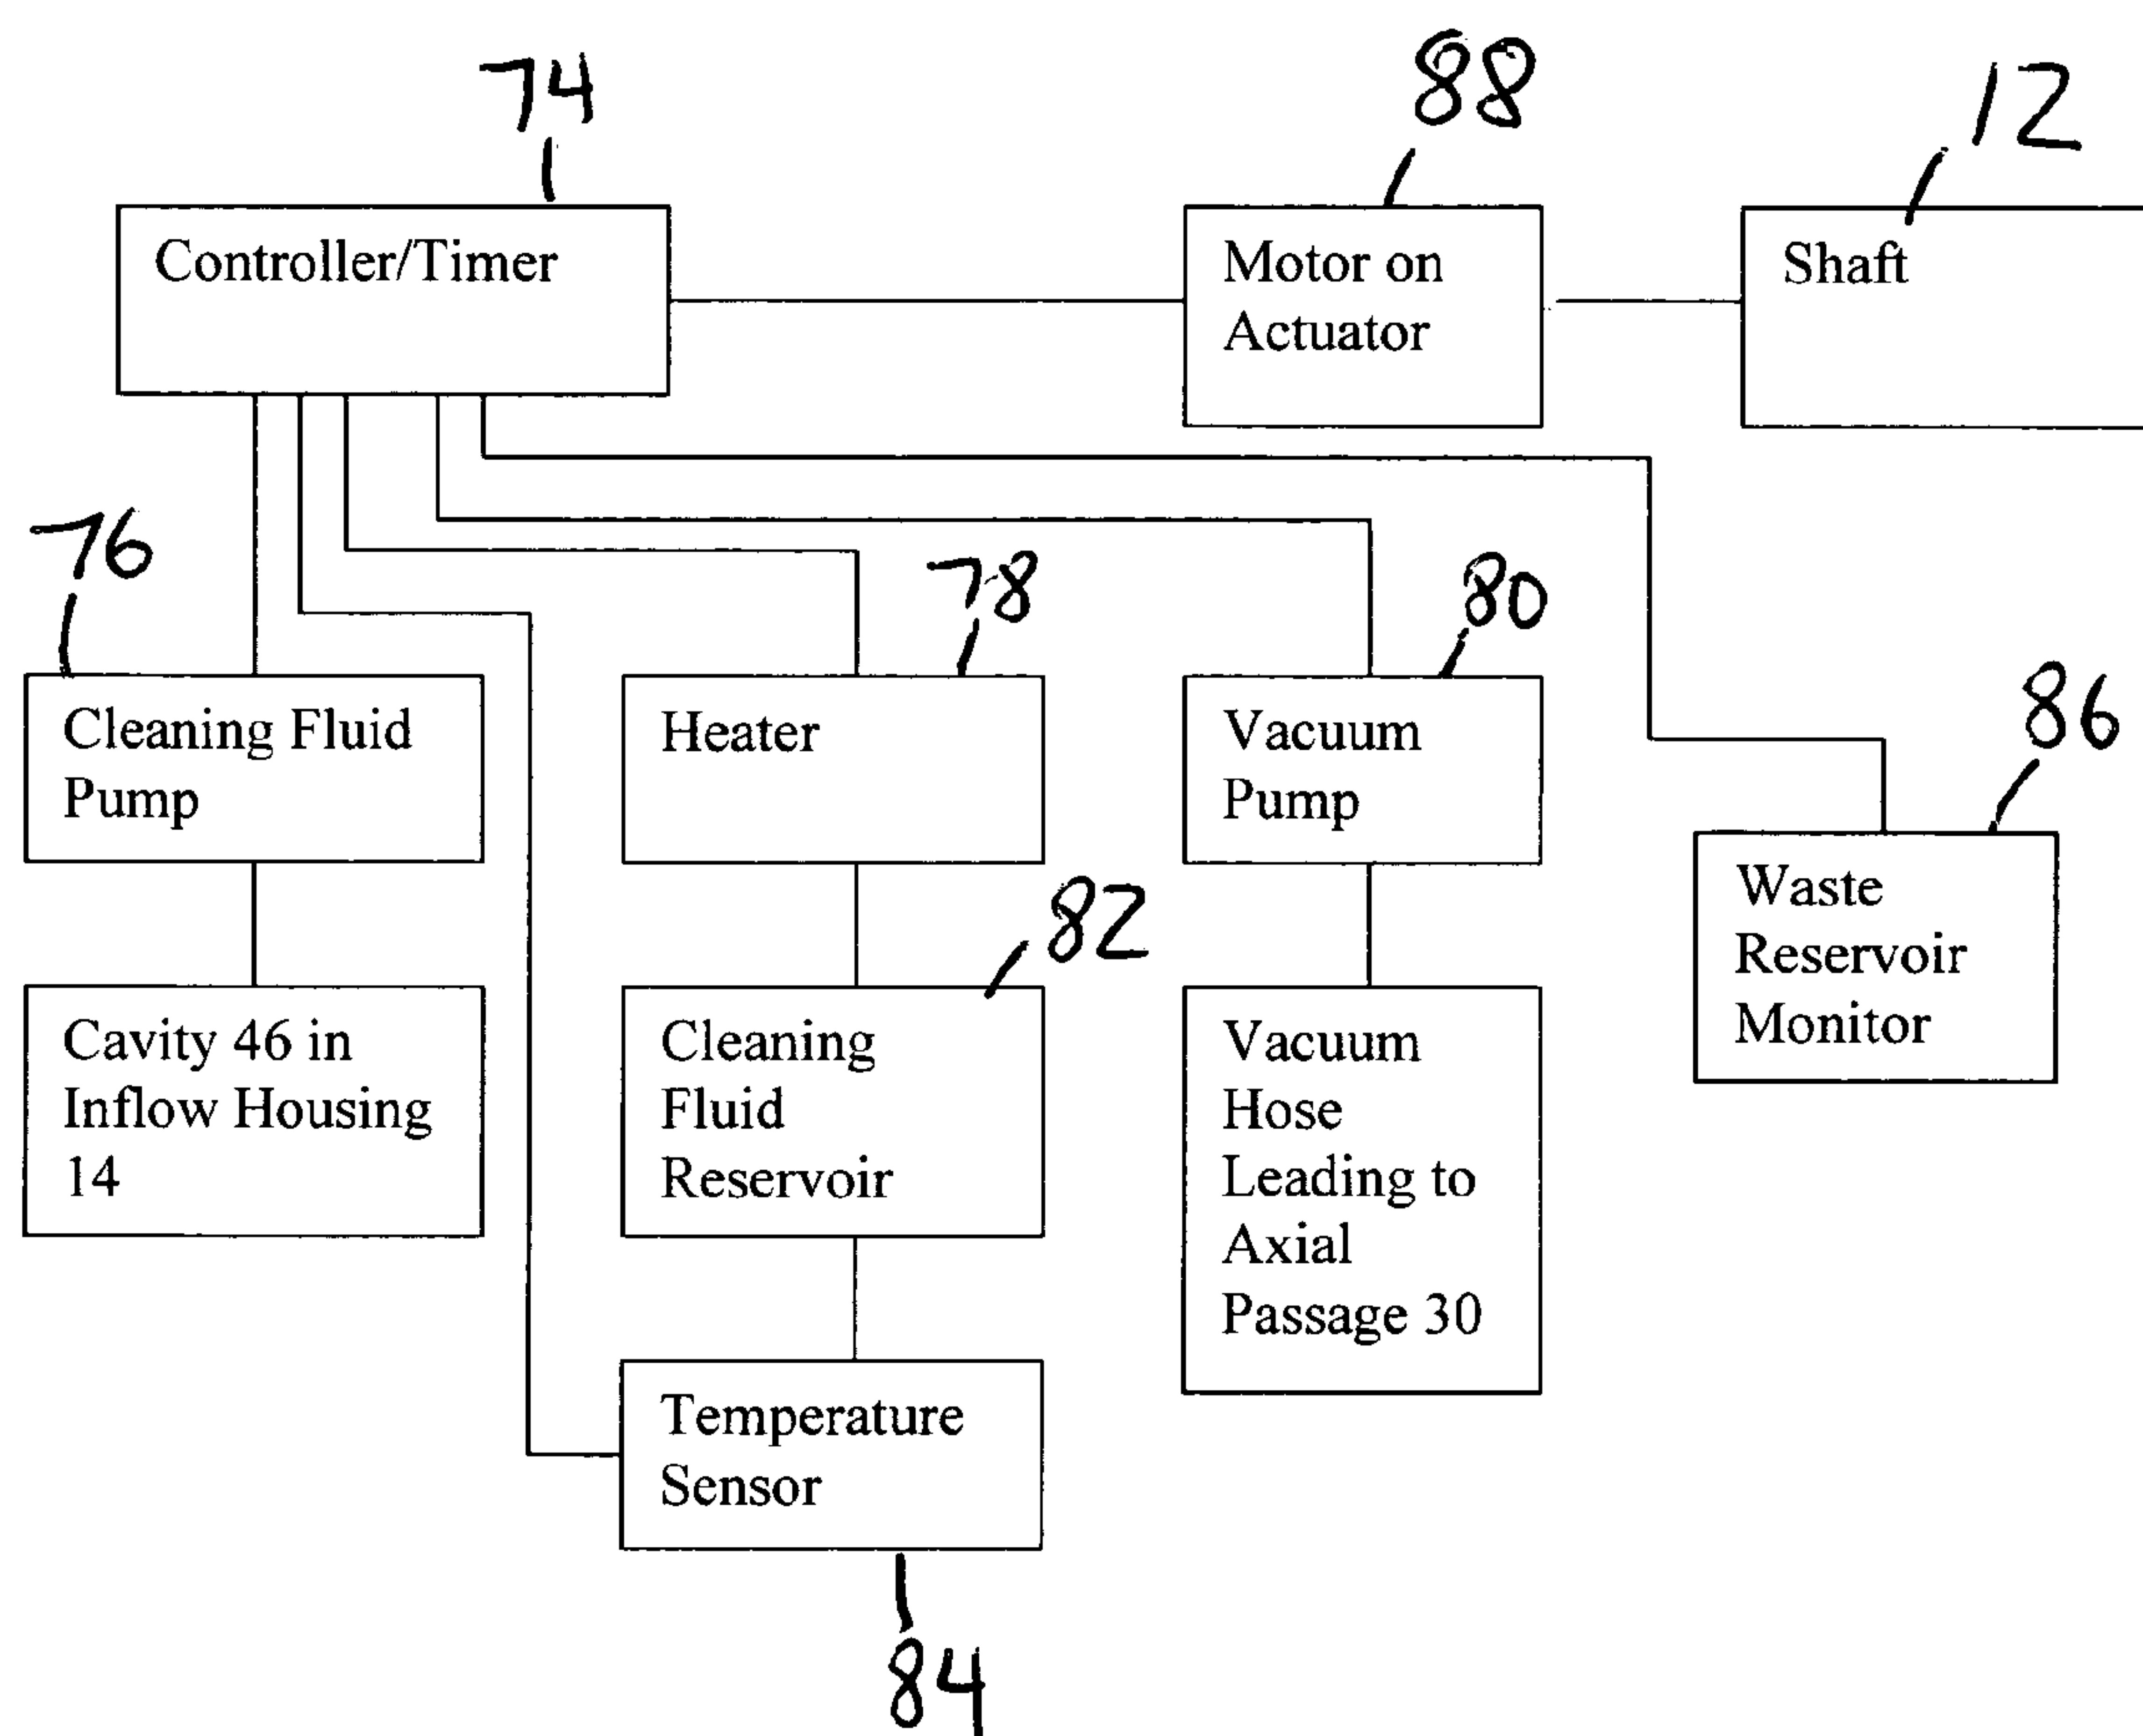 74
88
12
Controller/Timer
Motor on
Actuator
Shaft
76
78
80
86
Cleaning Fluid
Pump
Heater
Vacuum
Pump
Waste
Reservoir
Monitor
82
Cavity 46 in
Inflow Housing
14
Cleaning
Fluid
Reservoir
Vacuum
Hose
Leading to
Axial
Passage 30
Temperature
Sensor
84